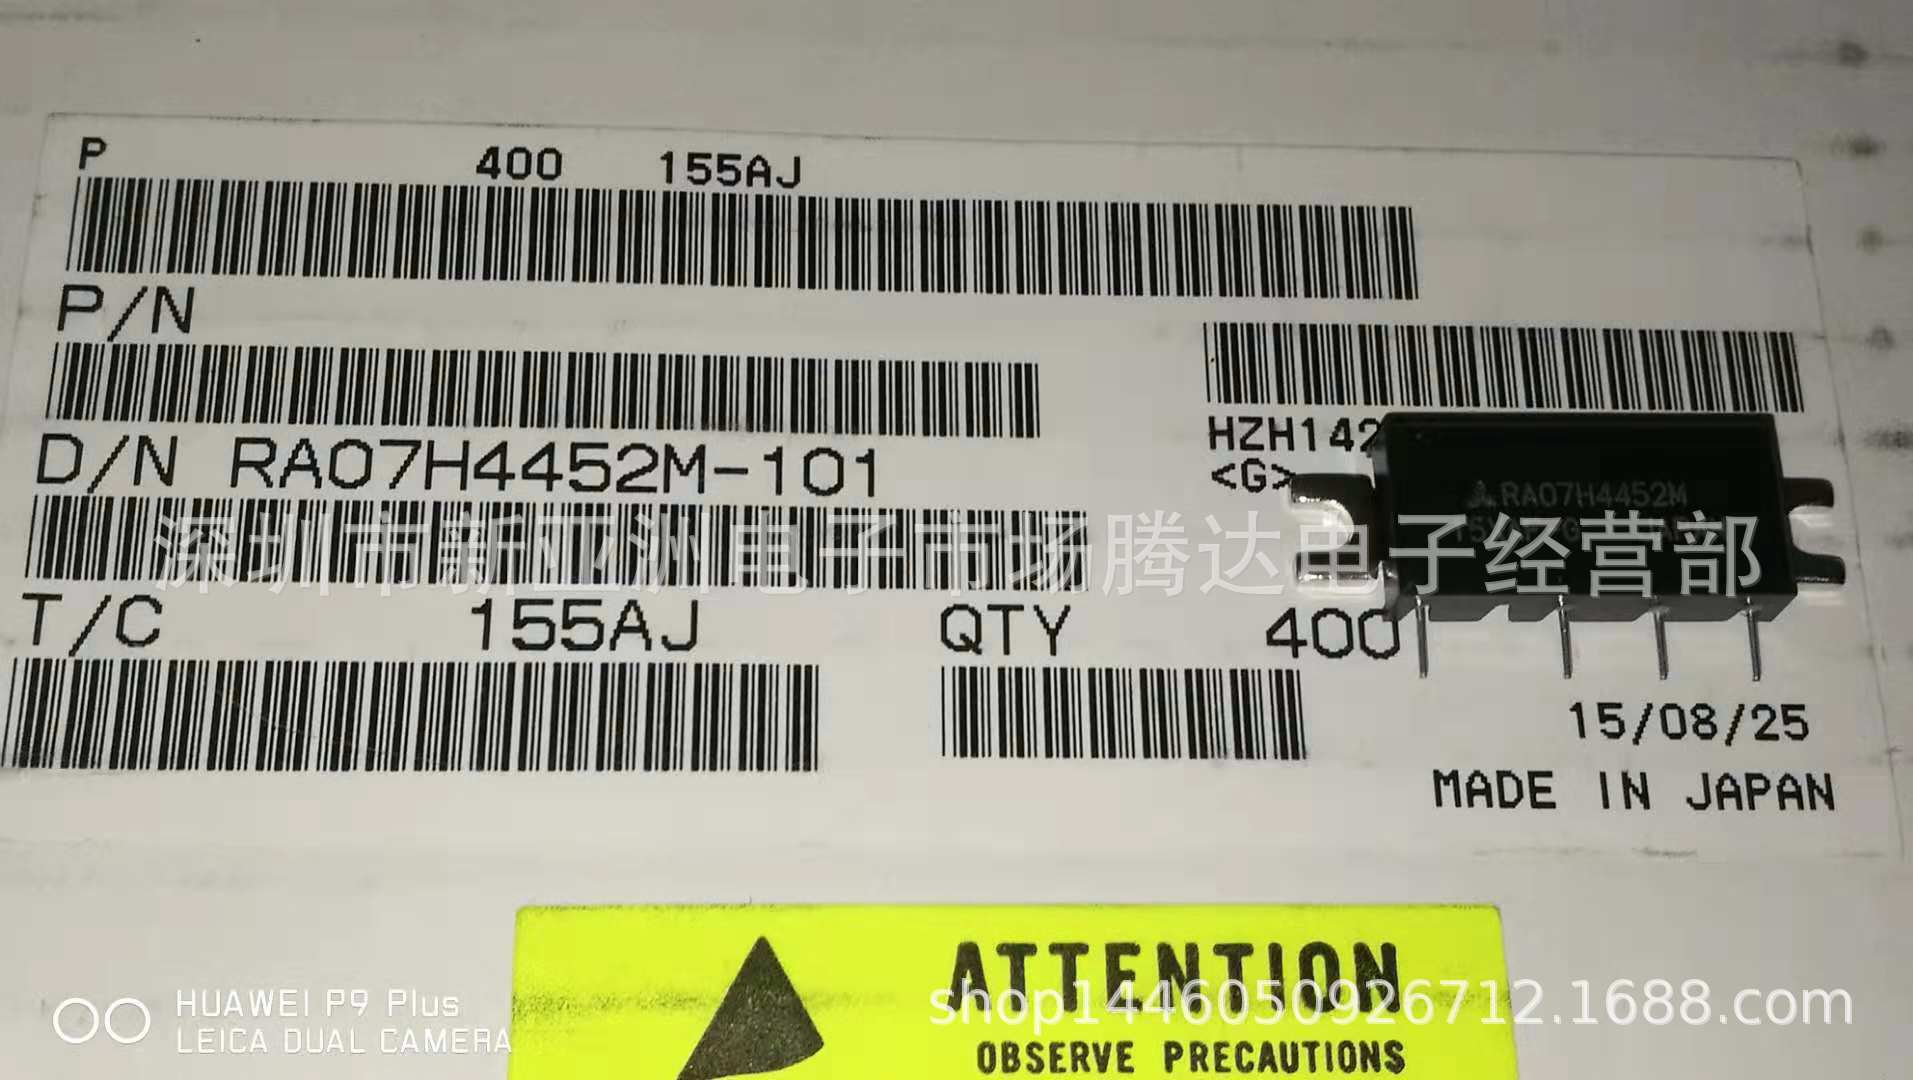 P 400 155AJ
P/N
HZH142
<G>
D/N RA07H4452M-101
RA07H4452M
深圳市新亚洲电子市场腾达电子经营部
T/C 155AJ QTY 400
15/08/25
MADE IN JAPAN
ATTENTION
shop1446050926712.1688.com
OBSERVE PRECAUTIONS
HUAWEI P9 Plus
LEICA DUAL CAMERA